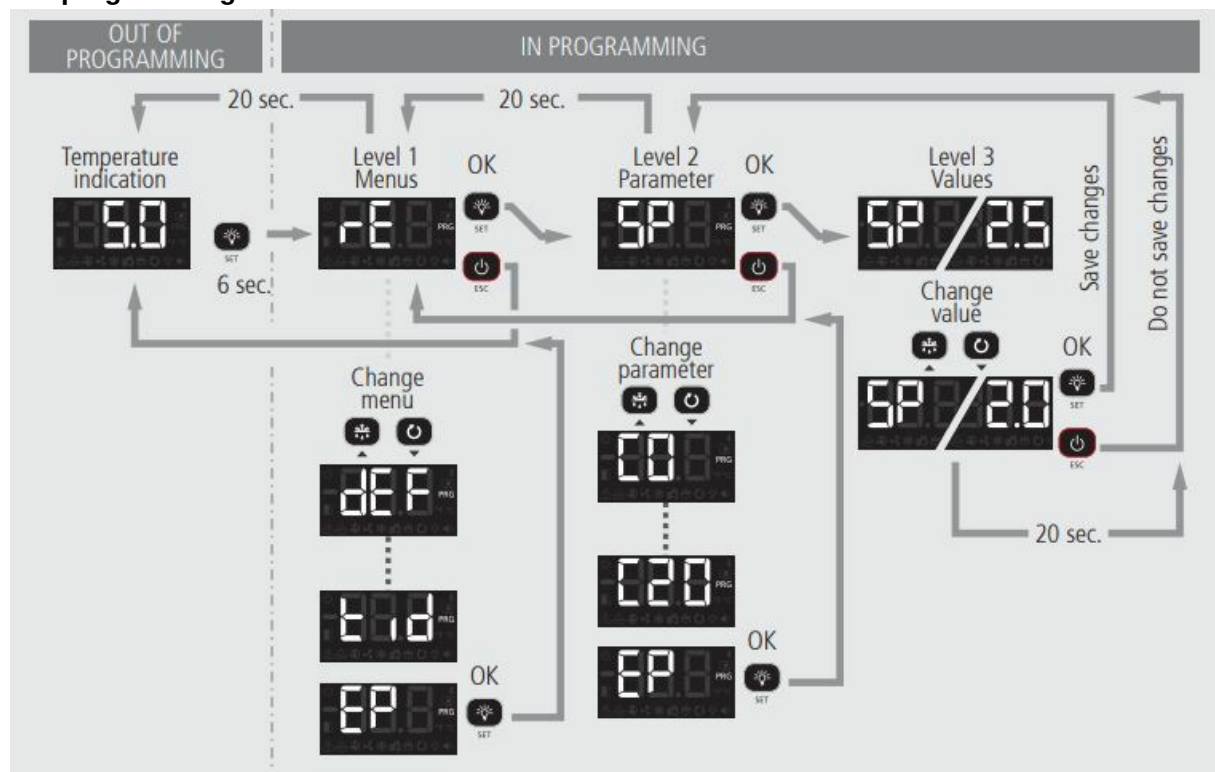 OUT OF
PROGRAMMING
IN PROGRAMMING
20 sec.
20 sec.
Temperature
indication
5.0
SET
6 sec.
Level 1
Menus
rE
PRG
OK
SET
ESC
Level 2
Parameter
SP
PRG
OK
SET
ESC
Level 3
Values
SP / 2.5
Change
value
SP / 2.0
OK
SET
ESC
Save changes
Do not save changes
20 sec.
Change
menu
dEF
PRG
tid
PRG
EP
PRG
OK
SET
Change
parameter
C0
PRG
C20
PRG
EP
PRG
OK
SET